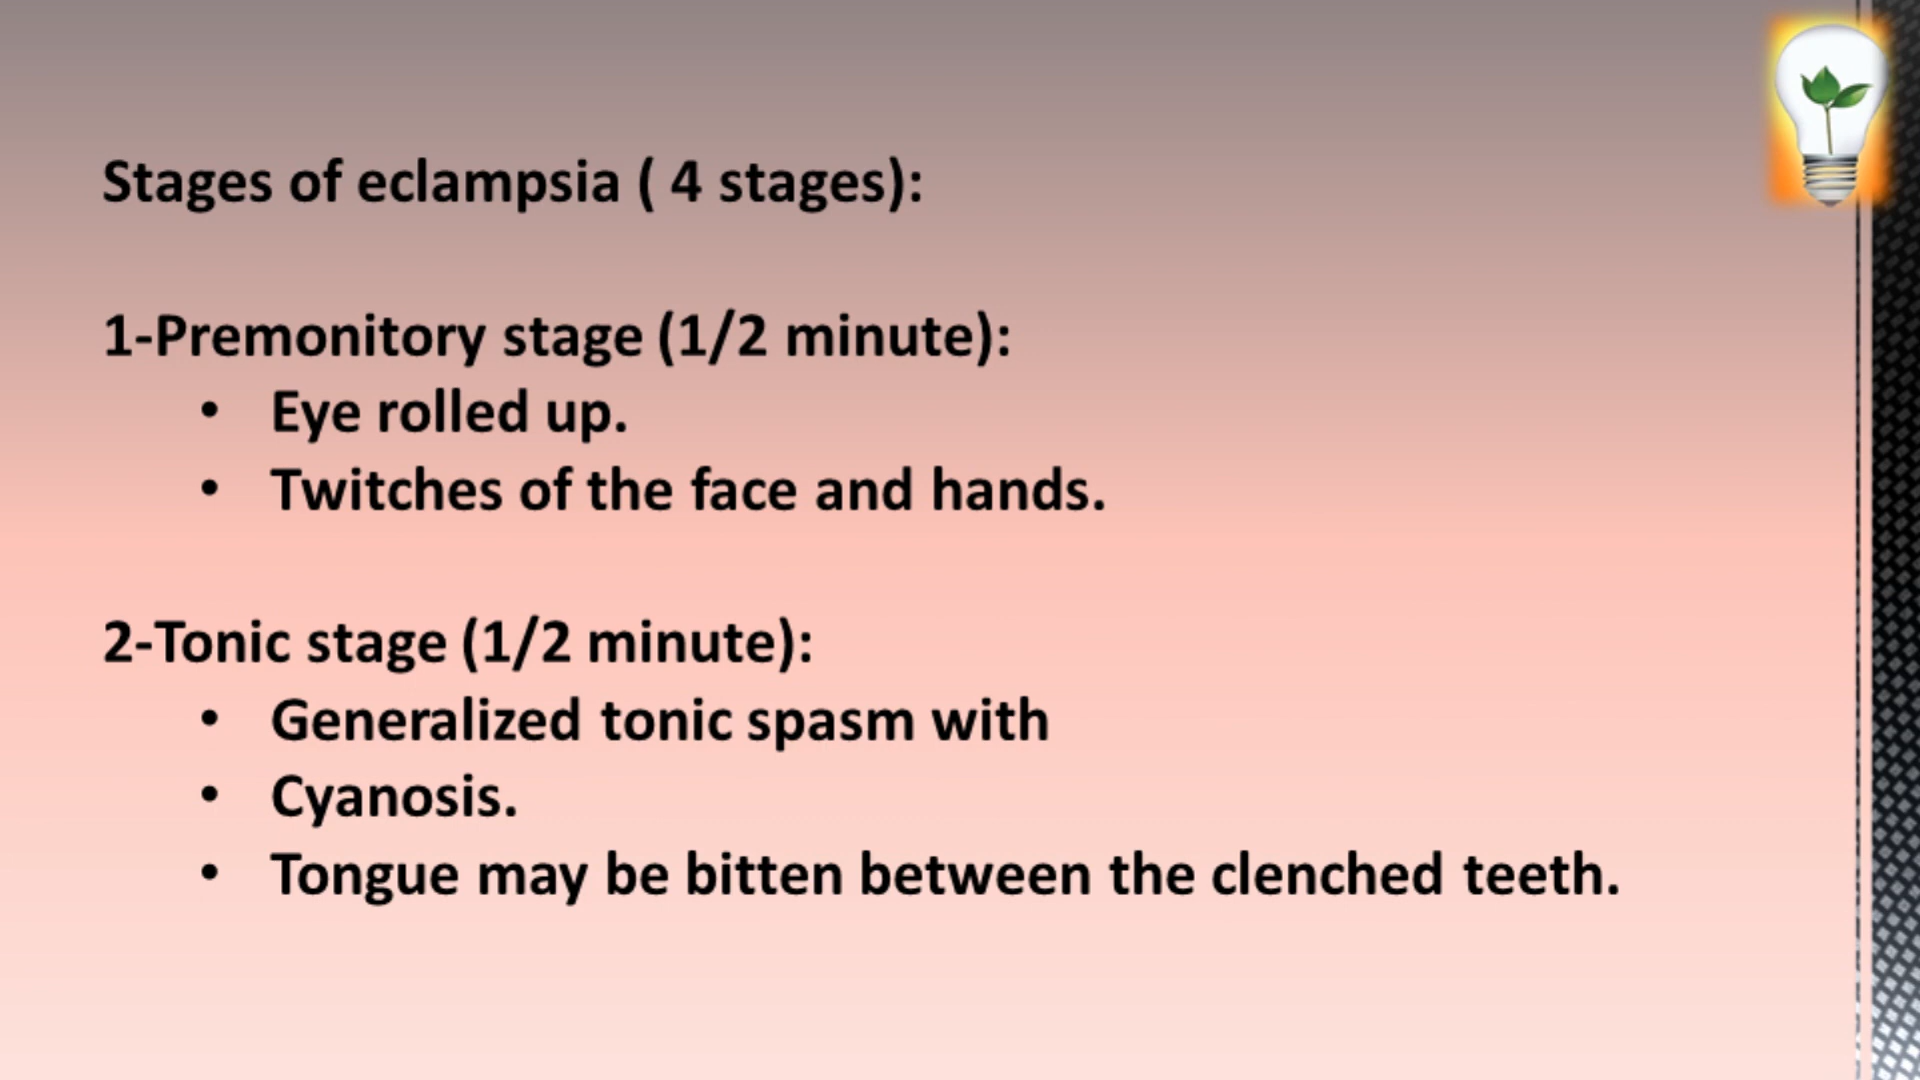 Stages of eclampsia ( 4 stages):
1-Premonitory stage (1/2 minute):
• Eye rolled up.
• Twitches of the face and hands.
2-Tonic stage (1/2 minute):
• Generalized tonic spasm with
• Cyanosis.
• Tongue may be bitten between the clenched teeth.